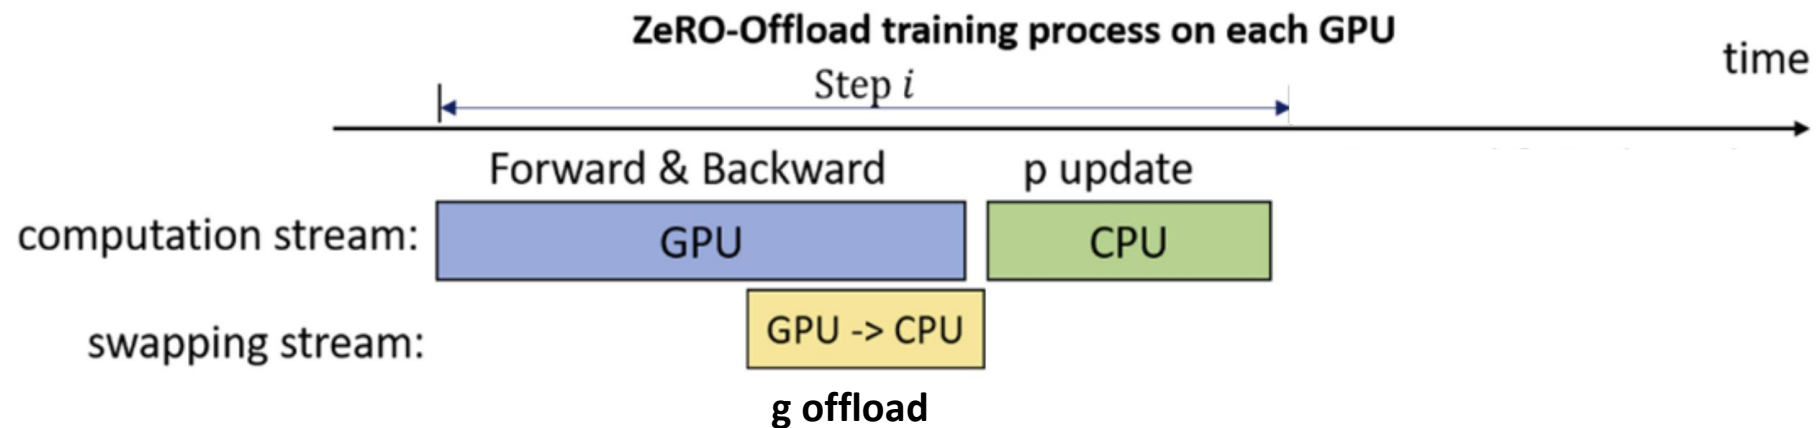 ZeRO-Offload training process on each GPU
time
Step i
Forward & Backward
p update
computation stream:
GPU
CPU
swapping stream:
GPU -> CPU
g offload